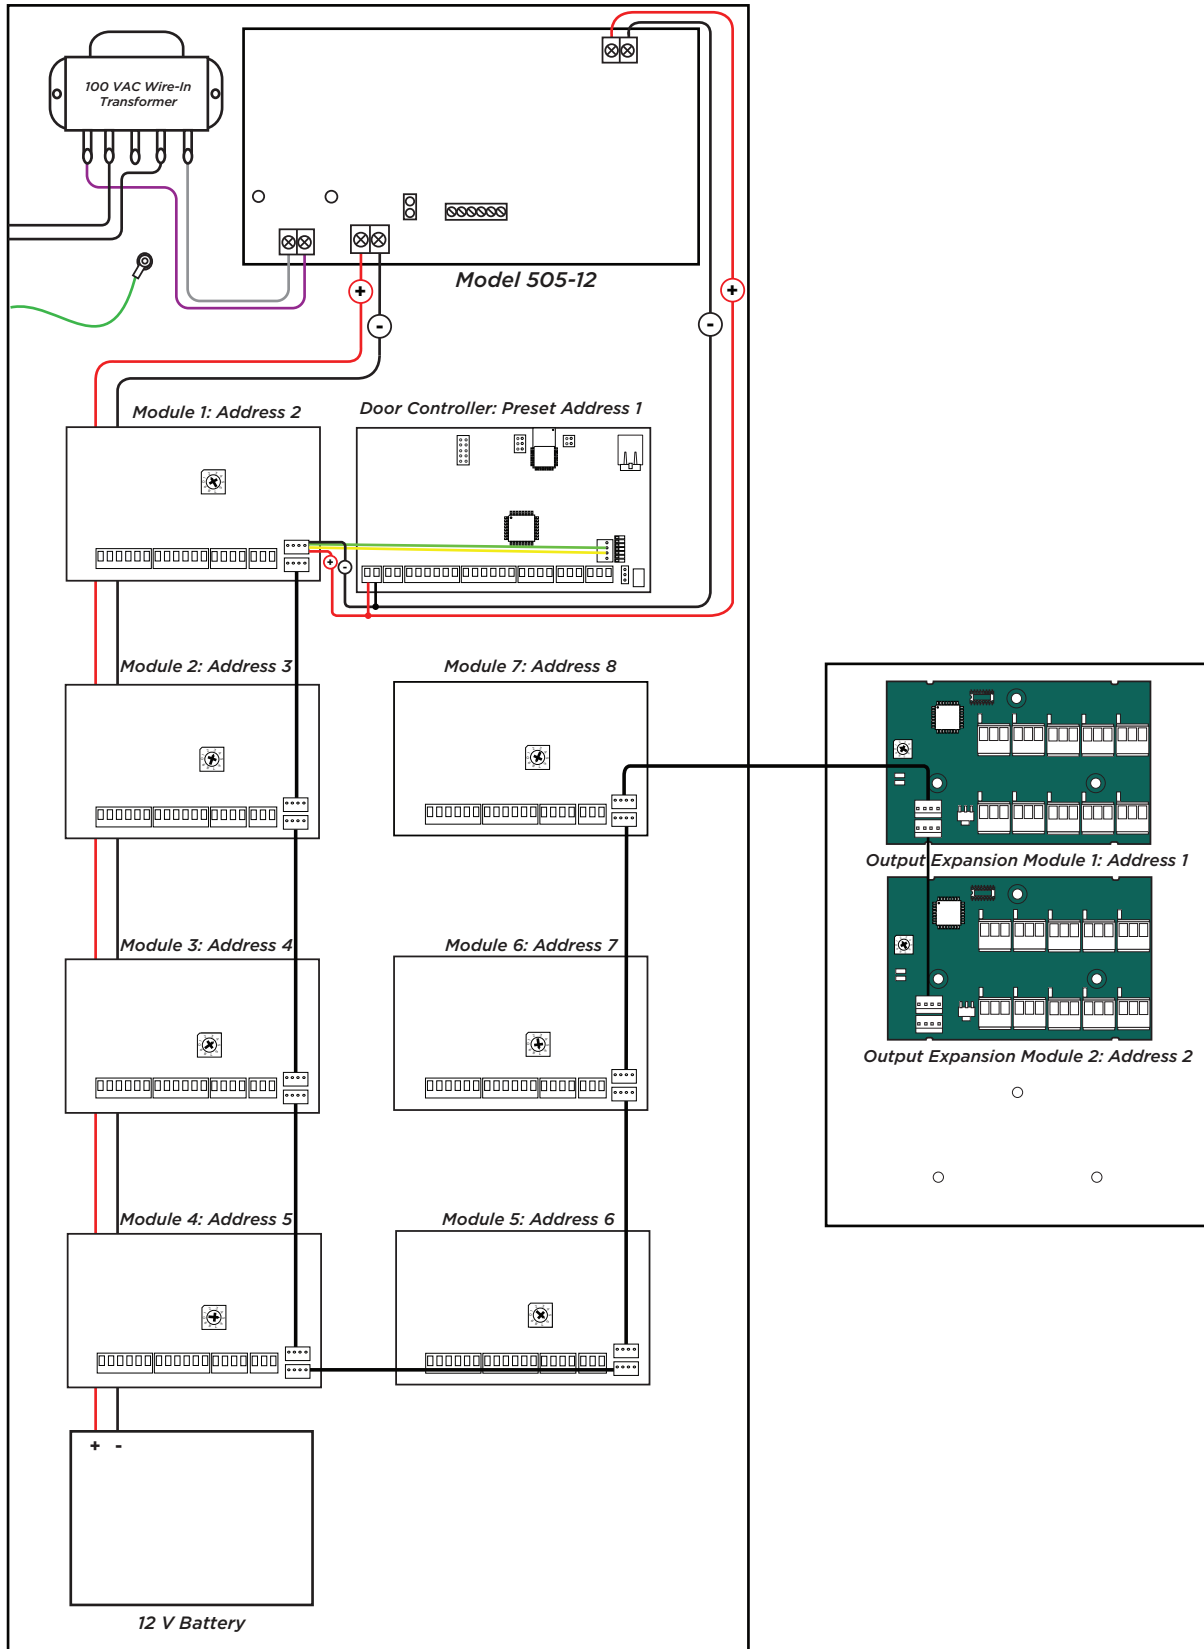 100 VAC Wire-In
Transformer
Model 505-12
+
+
-
-
Module 1: Address 2
Door Controller: Preset Address 1
+
-
Module 2: Address 3
Module 7: Address 8
Output Expansion Module 1: Address 1
Module 3: Address 4
Module 6: Address 7
Output Expansion Module 2: Address 2
Module 4: Address 5
Module 5: Address 6
+ -
12 V Battery